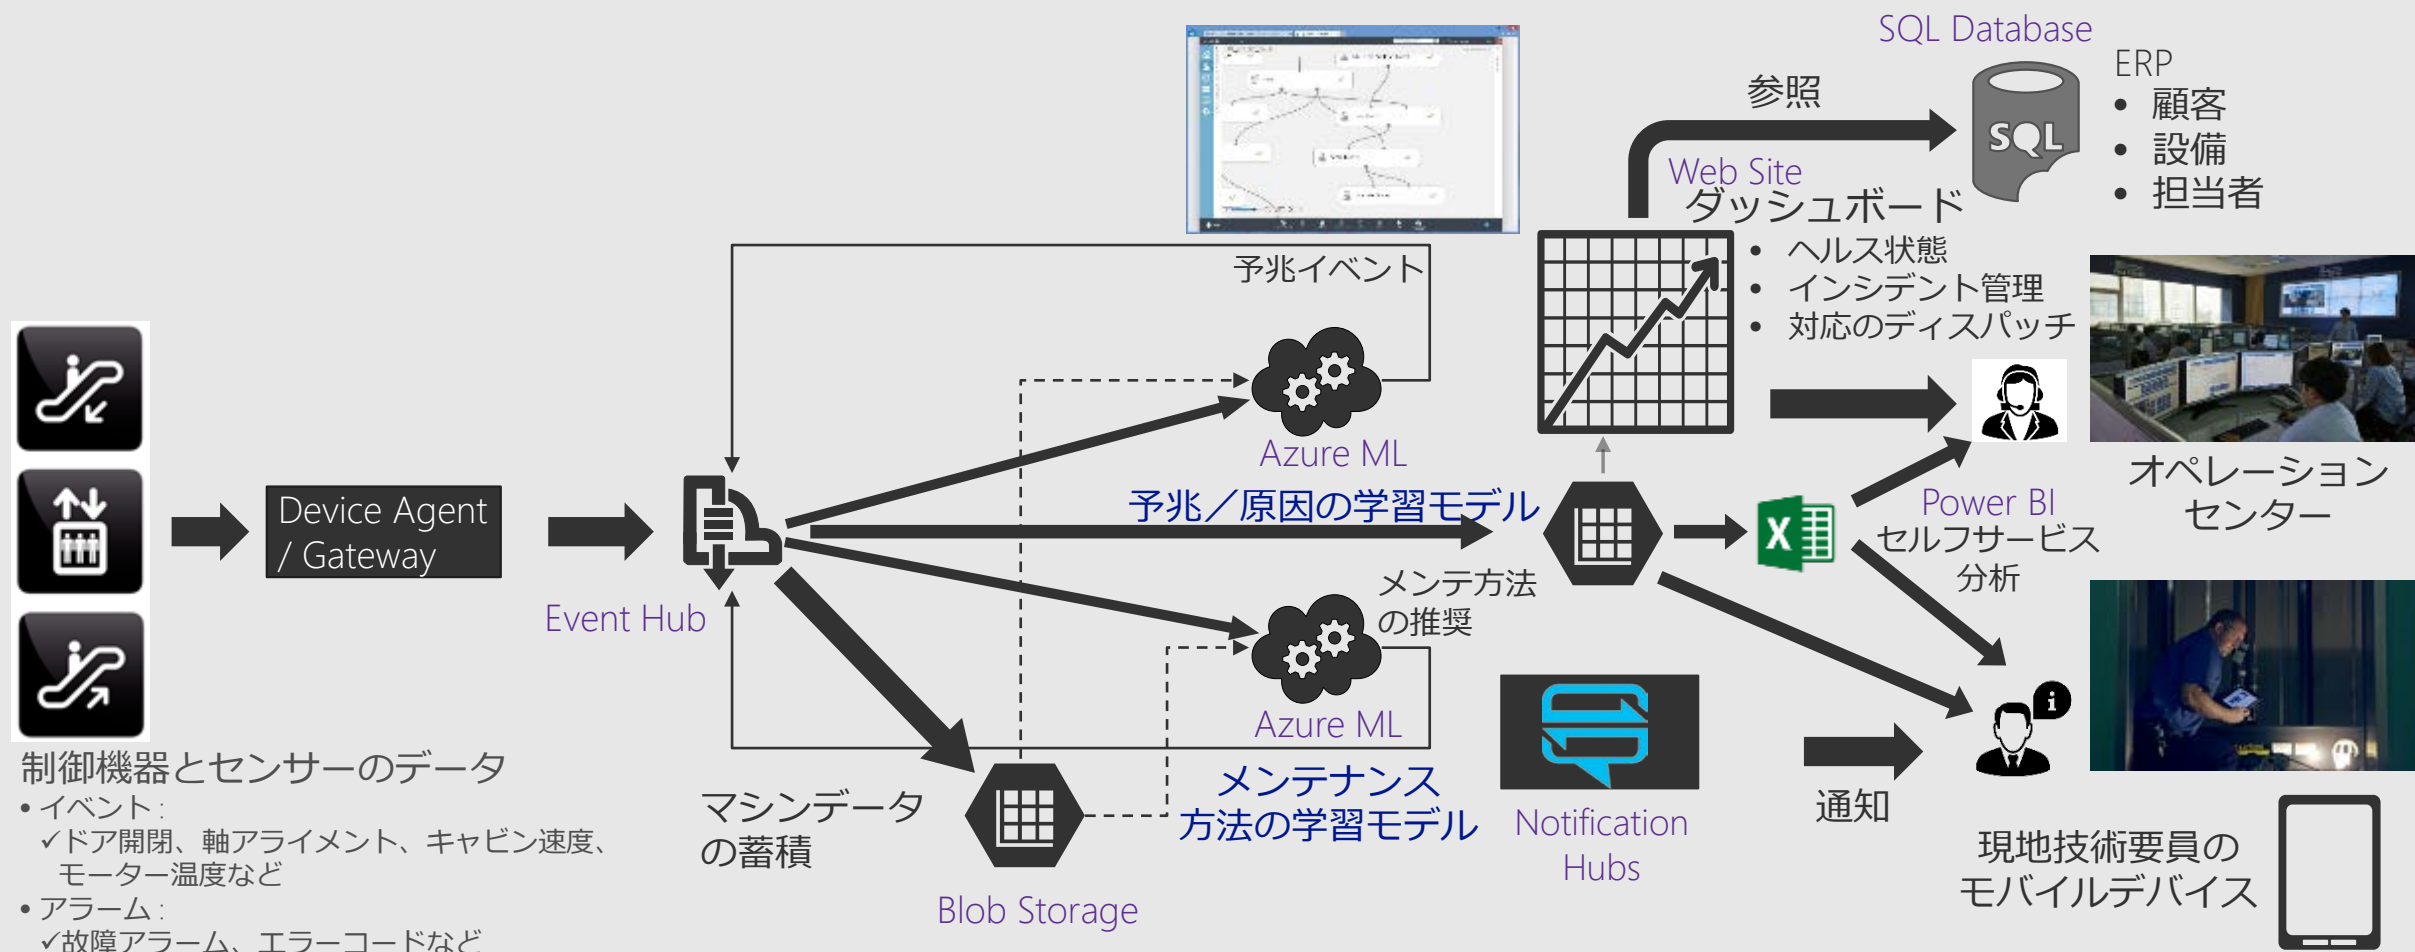 SQL Database
ERP
• 顧客
• 設備
• 担当者
参照
SQL
Web Site
ダッシュボード
• ヘルス状態
• インシデント管理
• 対応のディスパッチ
予兆イベント
Azure ML
予兆／原因の学習モデル
Device Agent
/ Gateway
Event Hub
X
Power BI
セルフサービス
分析
オペレーション
センター
メンテ方法
の推奨
Azure ML
メンテナンス
方法の学習モデル
マシンデータ
の蓄積
Blob Storage
Notification
Hubs
通知
i
現地技術要員の
モバイルデバイス
制御機器とセンサーのデータ
• イベント :
✓ドア開閉、軸アライメント、キャビン速度、
モーター温度など
• アラーム :
✓故障アラーム、エラーコードなど